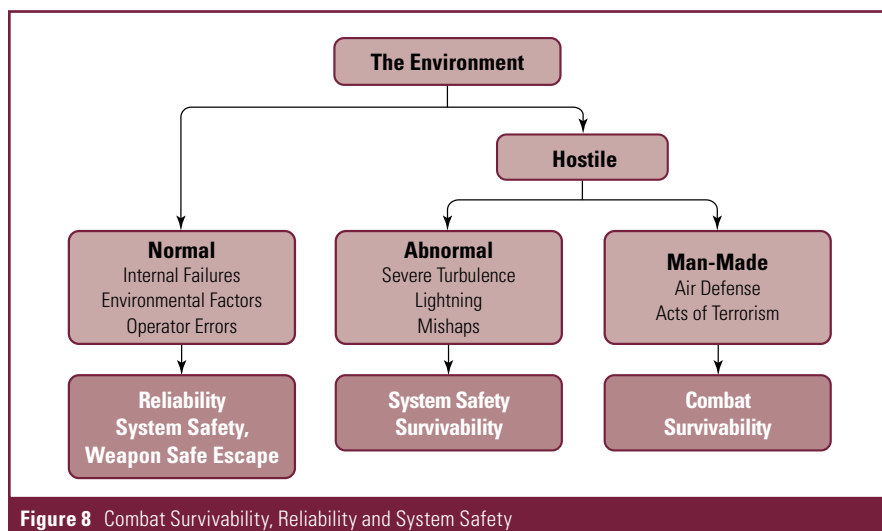 The Environment
Hostile
Normal
Internal Failures
Environmental Factors
Operator Errors
Abnormal
Severe Turbulence
Lightning
Mishaps
Man-Made
Air Defense
Acts of Terrorism
Reliability
System Safety,
Weapon Safe Escape
System Safety
Survivability
Combat
Survivability
Figure 8 Combat Survivability, Reliability and System Safety